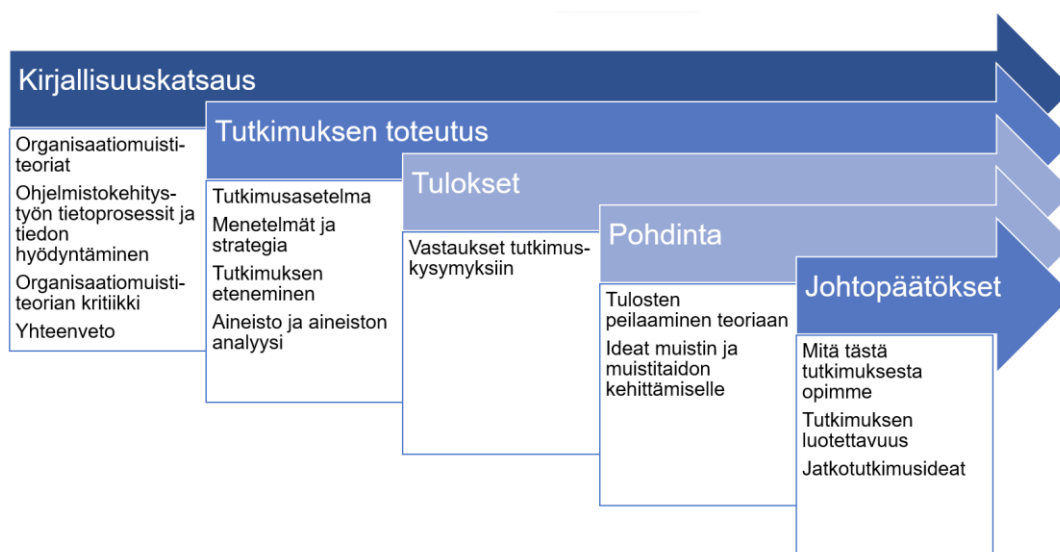 Kirjallisuuskatsaus
Organisaatiomuisti-
teoriat
Ohjelmistokehitys-
työn tietoprosessit ja
tiedon
hyödyntäminen
Organisaatiomuisti-
teorian kritiikki
Yhteenveto
Tutkimuksen toteutus
Tutkimusasetelma
Menetelmät ja
strategia
Tutkimuksen
eteneminen
Aineisto ja aineiston
analyysi
Tulokset
Vastaukset tutkimus-
kysymyksiin
Pohdinta
Tulosten
peilaaminen teoriaan
Ideat muistin ja
muistitaidon
kehittämiselle
Johtopäätökset
Mitä tästä
tutkimuksesta
opimme
Tutkimuksen
luotettavuus
Jatkotutkimusideat